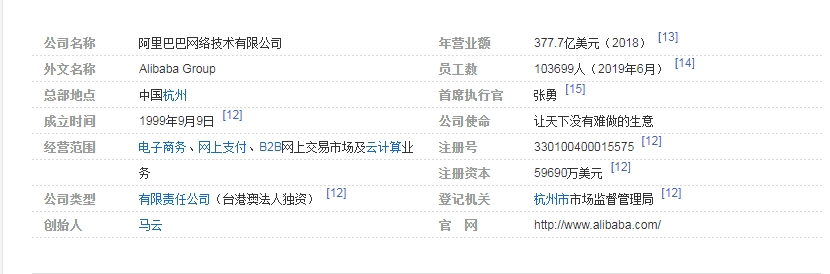 公司名称 阿里巴巴网络技术有限公司 年营业额 377.7亿美元（2018） [13]
外文名称 Alibaba Group 员工数 103699人（2019年6月） [14]
总部地点 中国杭州 首席执行官 张勇 [15]
成立时间 1999年9月9日 [12] 公司使命 让天下没有难做的生意
经营范围 电子商务、网上支付、B2B网上交易市场及云计算业 注册号 330100400015575 [12]
务 注册资本 59690万美元 [12]
公司类型 有限责任公司（台港澳法人独资） [12] 登记机关 杭州市市场监督管理局 [12]
创始人 马云 官 网 http://www.alibaba.com/